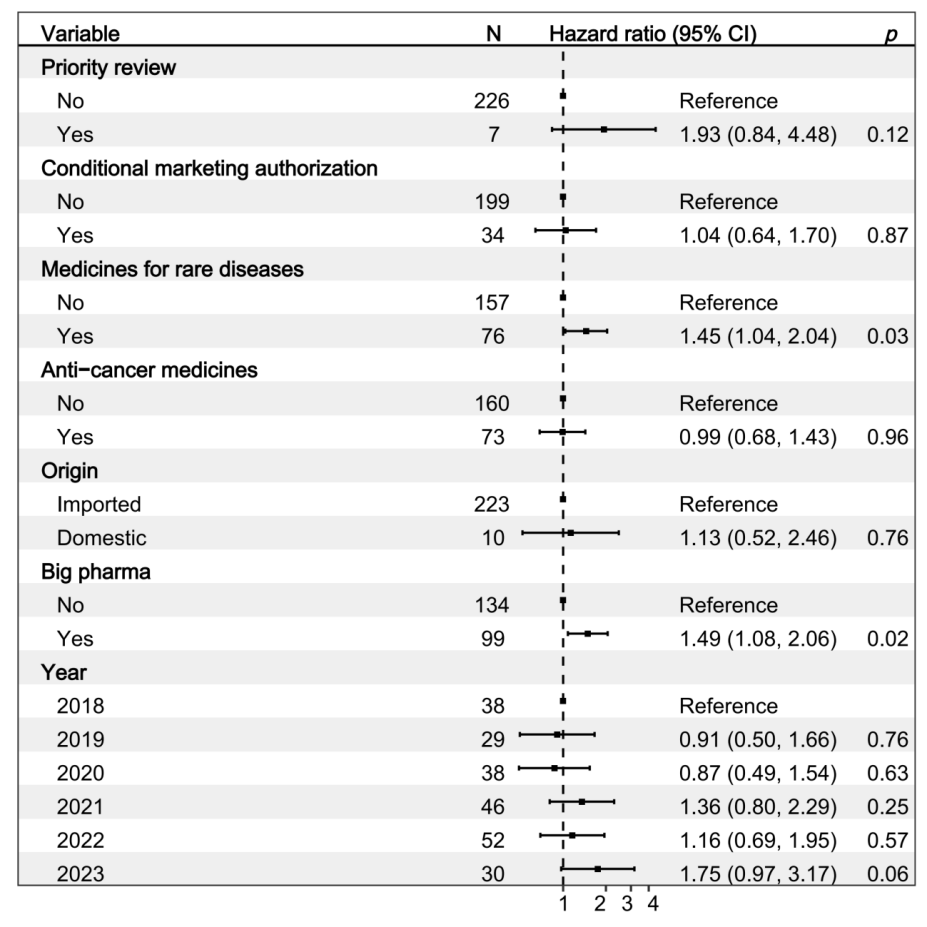 Variable N Hazard ratio (95% CI) p
Priority review
No 226 Reference
Yes 7 1.93 (0.84, 4.48) 0.12
Conditional marketing authorization
No 199 Reference
Yes 34 1.04 (0.64, 1.70) 0.87
Medicines for rare diseases
No 157 Reference
Yes 76 1.45 (1.04, 2.04) 0.03
Anti−cancer medicines
No 160 Reference
Yes 73 0.99 (0.68, 1.43) 0.96
Origin
Imported 223 Reference
Domestic 10 1.13 (0.52, 2.46) 0.76
Big pharma
No 134 Reference
Yes 99 1.49 (1.08, 2.06) 0.02
Year
2018 38 Reference
2019 29 0.91 (0.50, 1.66) 0.76
2020 38 0.87 (0.49, 1.54) 0.63
2021 46 1.36 (0.80, 2.29) 0.25
2022 52 1.16 (0.69, 1.95) 0.57
2023 30 1.75 (0.97, 3.17) 0.06
1 2 3 4